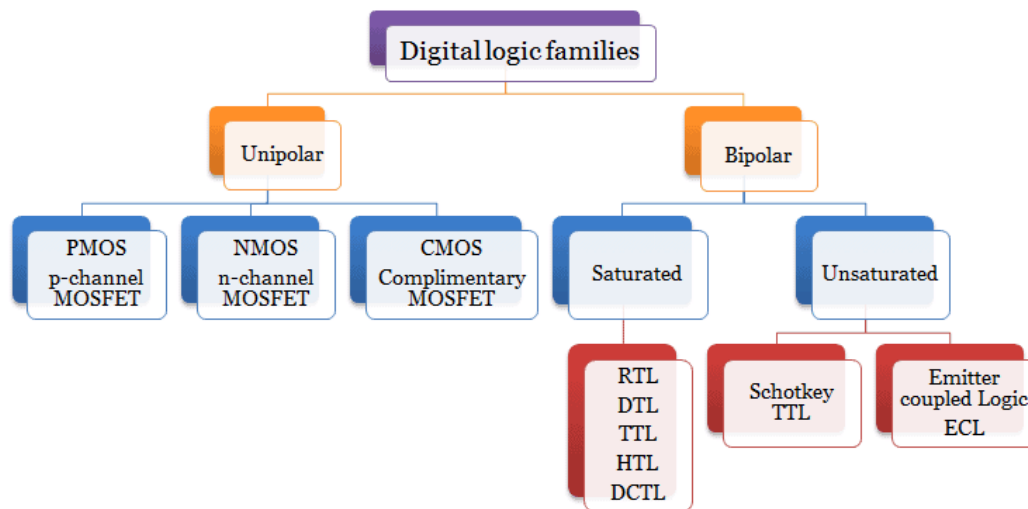 Digital logic families
Unipolar
Bipolar
PMOS
p-channel
MOSFET
NMOS
n-channel
MOSFET
CMOS
Complimentary
MOSFET
Saturated
Unsaturated
RTL
DTL
TTL
HTL
DCTL
Schotkey
TTL
Emitter
coupled Logic
ECL